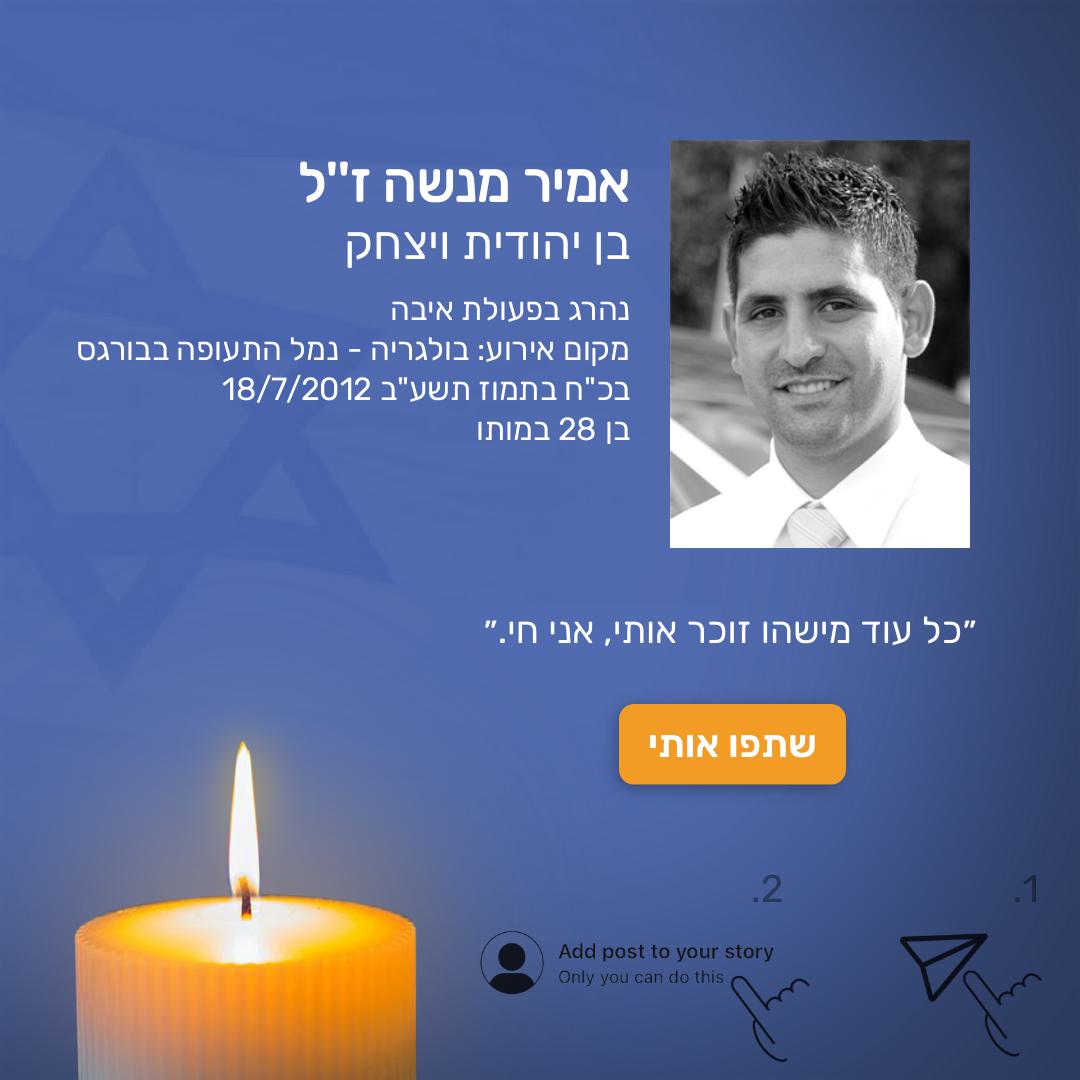 אמיר מנשה ז"ל
בן יהודית ויצחק
נהרג בפעולת איבה
מקום אירוע: בולגריה - נמל התעופה בבורגס
בכ"ח בתמוז תשע"ב 18/7/2012
בן 28 במותו
״כל עוד מישהו זוכר אותי, אני חי.״
שתפו אותי
1.
2.
Add post to your story
Only you can do this